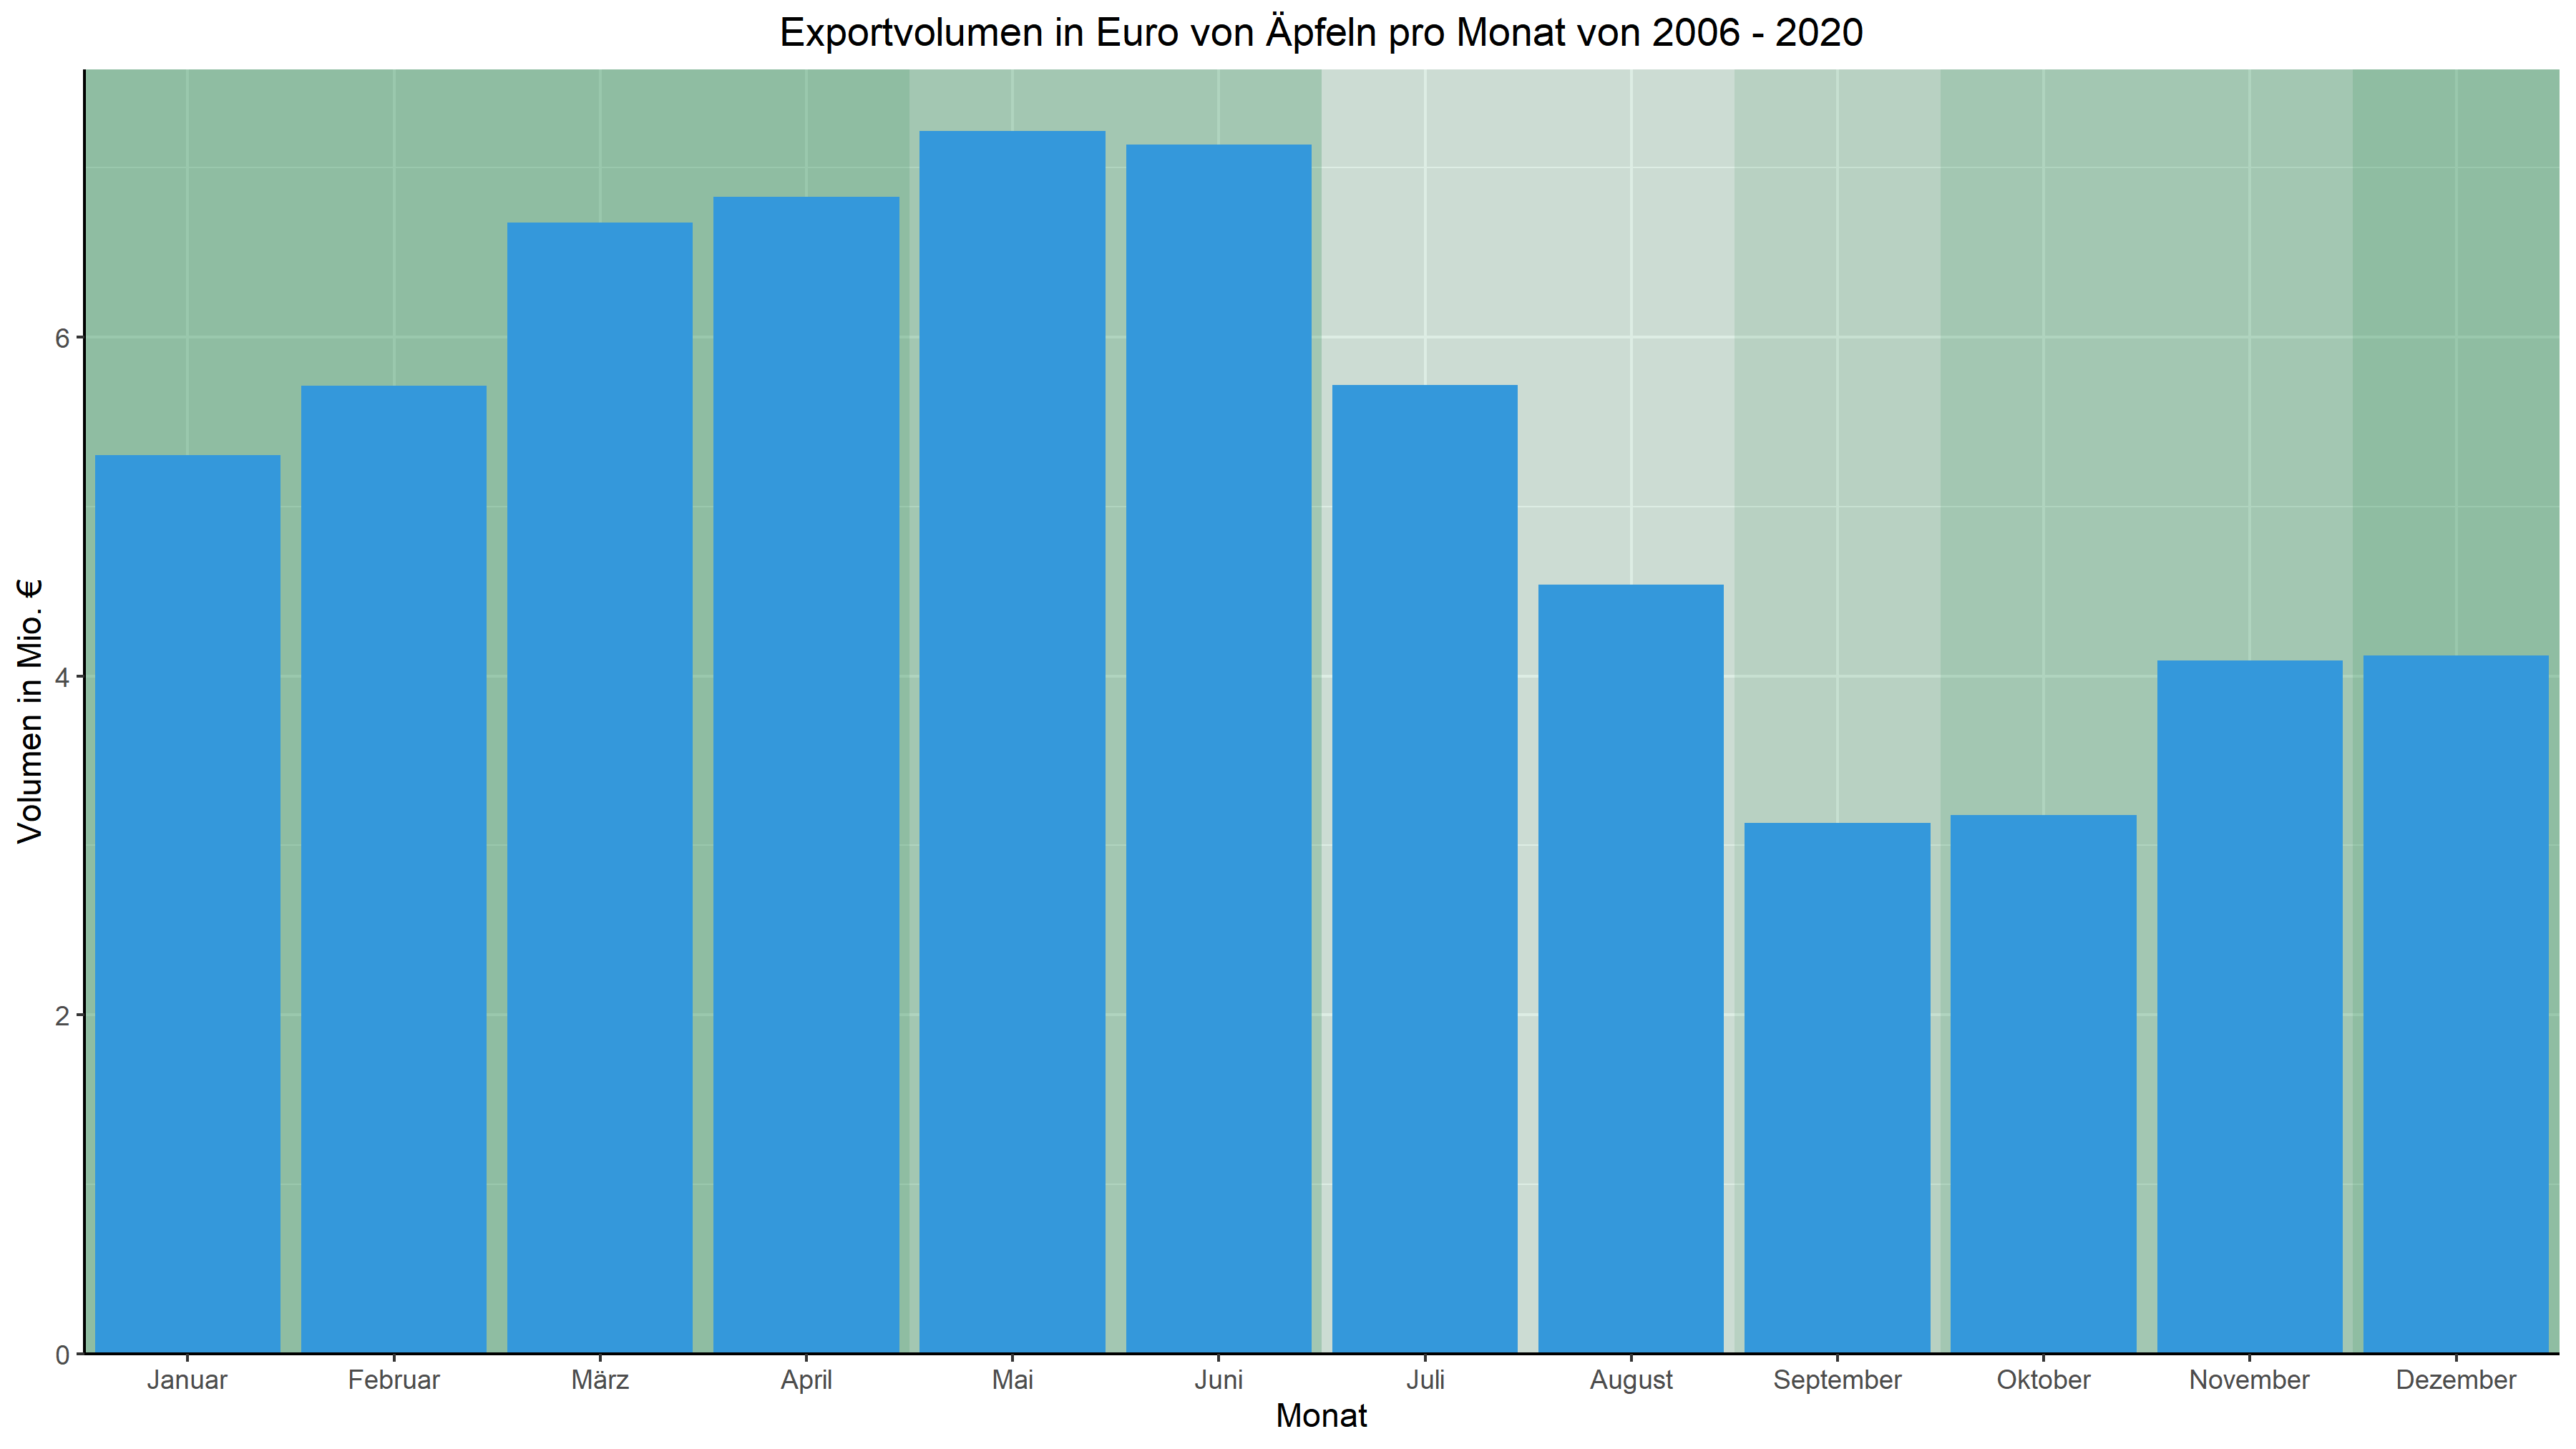 Exportvolumen in Euro von Äpfeln pro Monat von 2006 - 2020
Volumen in Mio. €
6
4
2
0
Januar Februar März April Mai Juni Juli August September Oktober November Dezember
Monat